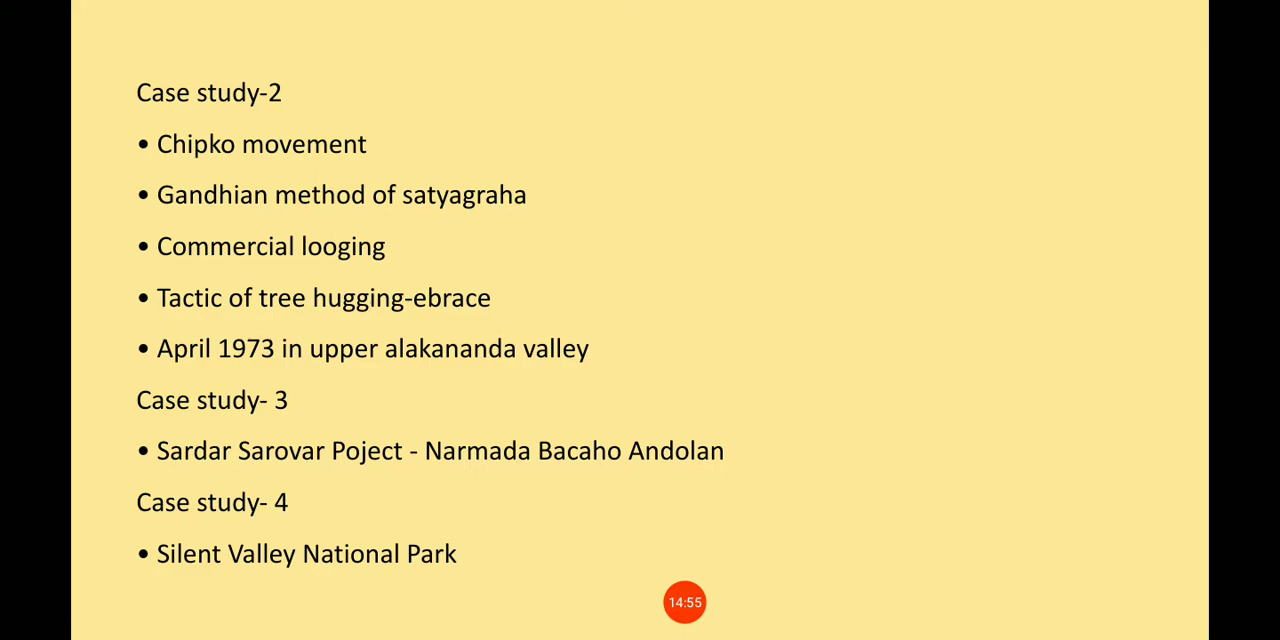 Case study-2
• Chipko movement
• Gandhian method of satyagraha
• Commercial looging
• Tactic of tree hugging-ebrace
• April 1973 in upper alakananda valley
Case study- 3
• Sardar Sarovar Poject - Narmada Bacaho Andolan
Case study- 4
• Silent Valley National Park
14:55